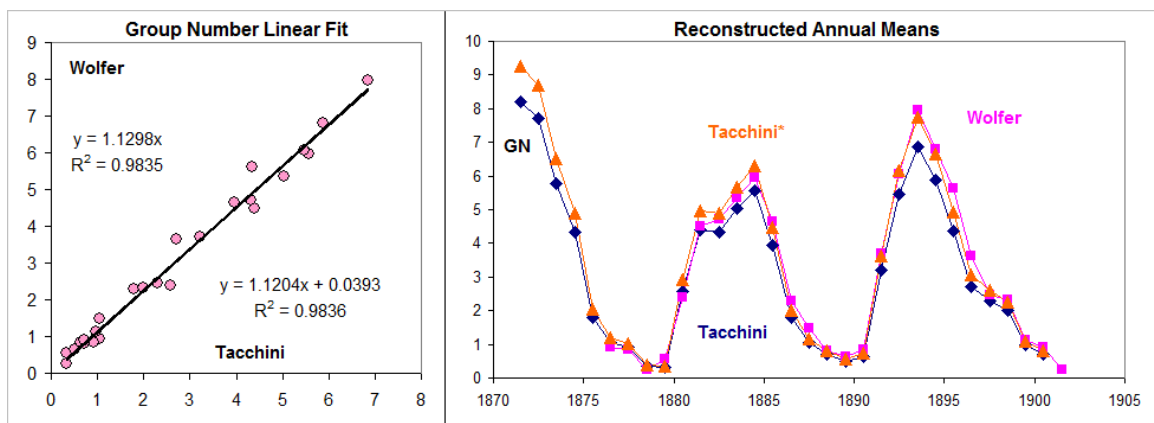 Group Number Linear Fit
9
8
7
6
5
4
3
2
1
0
Wolfer
y = 1.1298x
R² = 0.9835
y = 1.1204x + 0.0393
R² = 0.9836
Tacchini
0 1 2 3 4 5 6 7 8
Reconstructed Annual Means
10
9
8
7
6
5
4
3
2
1
0
GN
Tacchini*
Wolfer
Tacchini
1870 1875 1880 1885 1890 1895 1900 1905